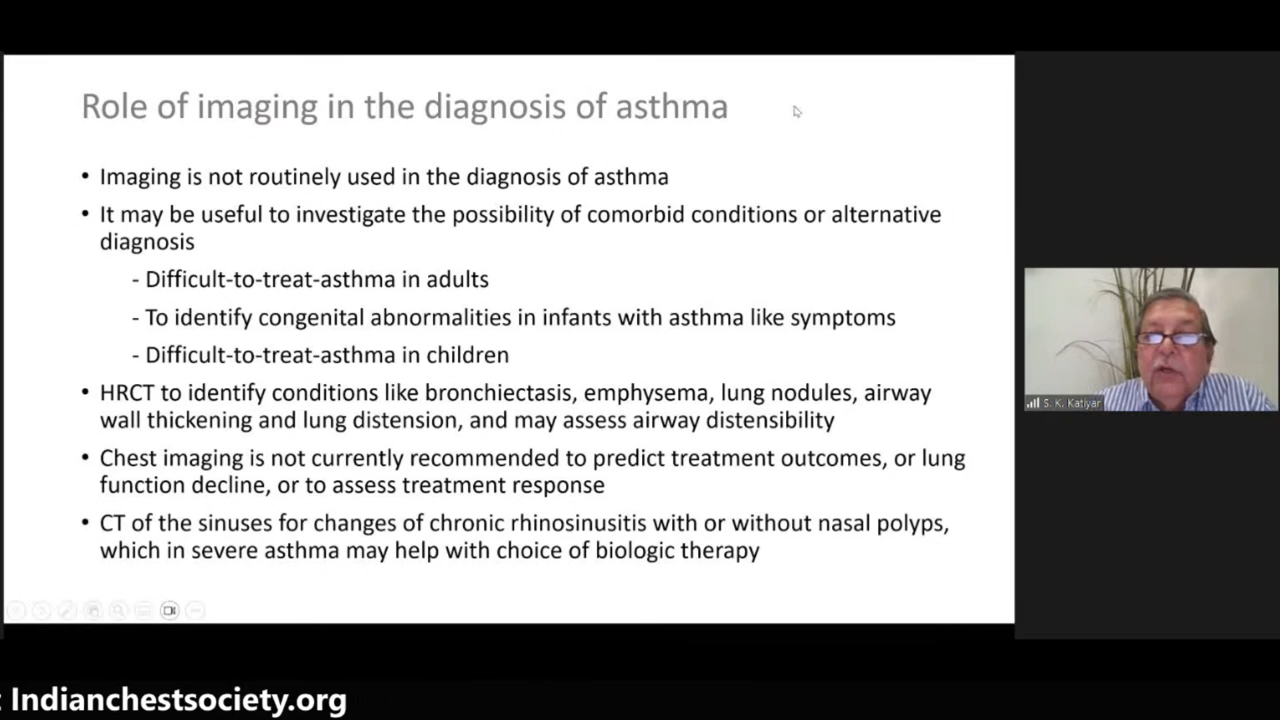 Role of imaging in the diagnosis of asthma
• Imaging is not routinely used in the diagnosis of asthma
• It may be useful to investigate the possibility of comorbid conditions or alternative
diagnosis
- Difficult-to-treat-asthma in adults
- To identify congenital abnormalities in infants with asthma like symptoms
- Difficult-to-treat-asthma in children
• HRCT to identify conditions like bronchiectasis, emphysema, lung nodules, airway
wall thickening and lung distension, and may assess airway distensibility
• Chest imaging is not currently recommended to predict treatment outcomes, or lung
function decline, or to assess treatment response
• CT of the sinuses for changes of chronic rhinosinusitis with or without nasal polyps,
which in severe asthma may help with choice of biologic therapy
S. K. Katiyar
: Indianchestsociety.org